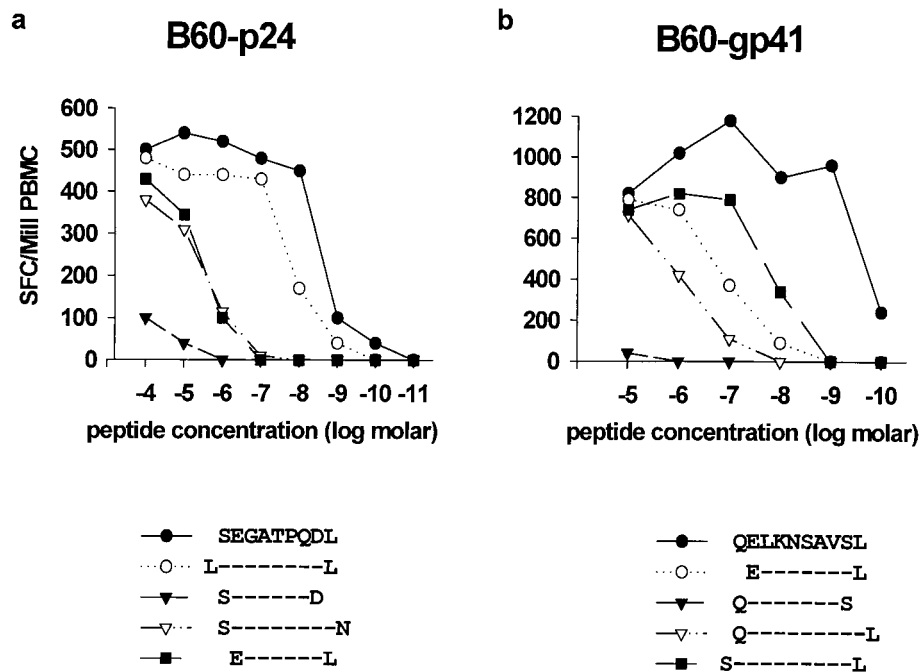 a
B60-p24
SFC/Mill PBMC
600
500
400
300
200
100
0
-4 -5 -6 -7 -8 -9 -10 -11
peptide concentration (log molar)
SEGATPQDL
L--------L
S-------D
S---------N
E-------L
b
B60-gp41
1200
1000
800
600
400
200
0
-5 -6 -7 -8 -9 -10
peptide concentration (log molar)
QELKNSAVSL
E--------L
Q--------S
Q----------L
S----------L